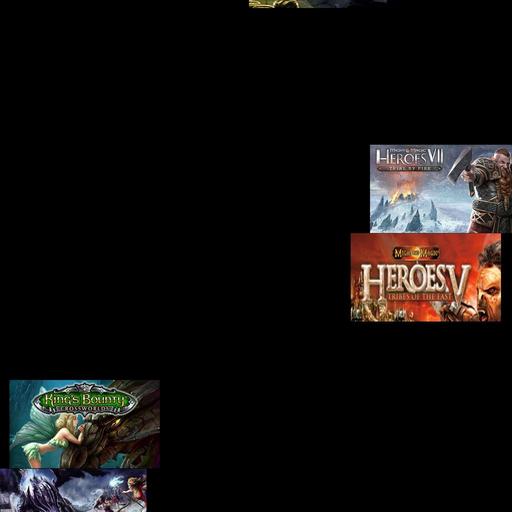 Might & Magic
Heroes VII
Trial by Fire
Might and Magic
Heroes V
Tribes of the East
King's Bounty
Crossworlds